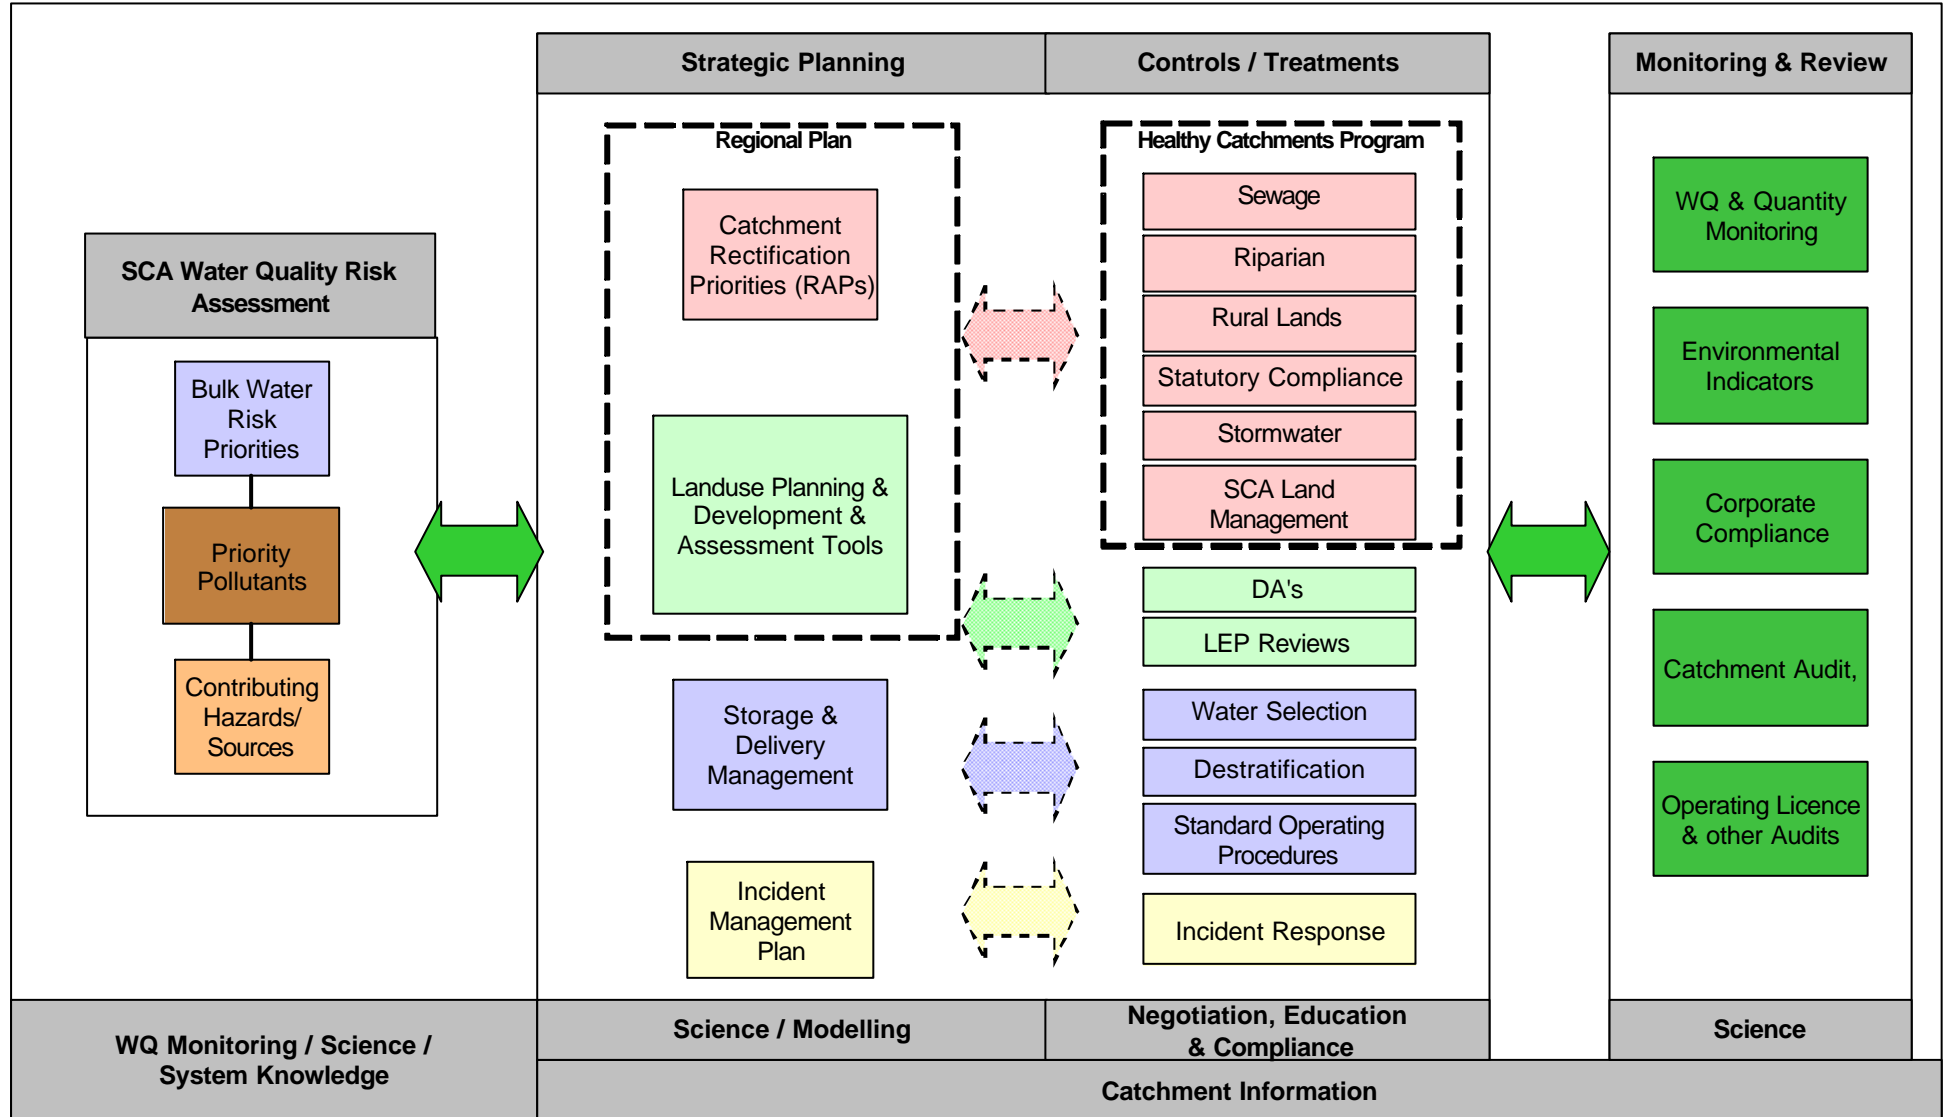 Strategic Planning
Controls / Treatments
Monitoring & Review
SCA Water Quality Risk
Assessment
Bulk Water
Risk
Priorities
Priority
Pollutants
Contributing
Hazards/
Sources
Regional Plan
Catchment
Rectification
Priorities (RAPs)
Landuse Planning &
Development &
Assessment Tools
Storage &
Delivery
Management
Incident
Management
Plan
Healthy Catchments Program
Sewage
Riparian
Rural Lands
Statutory Compliance
Stormwater
SCA Land
Management
DA's
LEP Reviews
Water Selection
Destratification
Standard Operating
Procedures
Incident Response
WQ & Quantity
Monitoring
Environmental
Indicators
Corporate
Compliance
Catchment Audit,
Operating Licence
& other Audits
WQ Monitoring / Science /
System Knowledge
Science / Modelling
Negotiation, Education
& Compliance
Science
Catchment Information